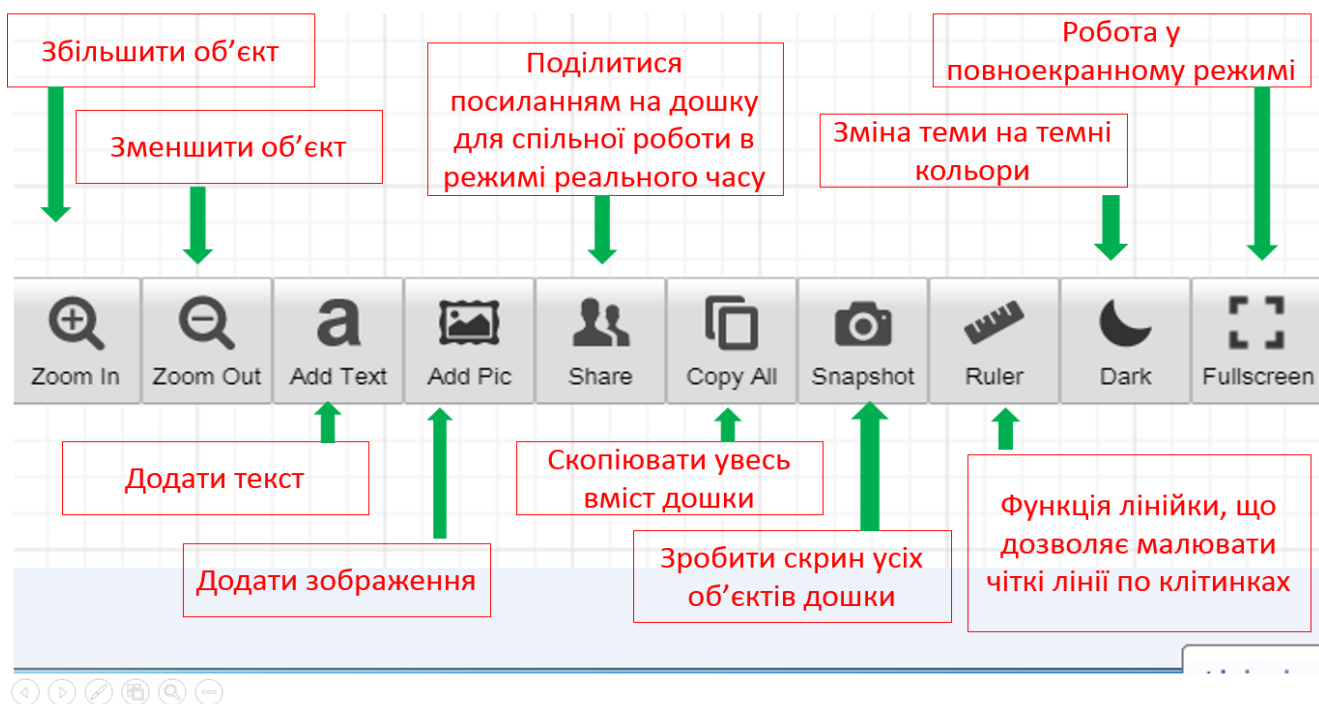 Збільшити об’єкт
Зменшити об’єкт
Поділитися
посиланням на дошку
для спільної роботи в
режимі реального часу
Зміна теми на темні
кольори
Робота у
повноекранному режимі
Zoom In
Zoom Out
Add Text
Add Pic
Share
Copy All
Snapshot
Ruler
Dark
Fullscreen
Додати текст
Додати зображення
Скопіювати увесь
вміст дошки
Зробити скрин усіх
об’єктів дошки
Функція лінійки, що
дозволяє малювати
чіткі лінії по клітинках